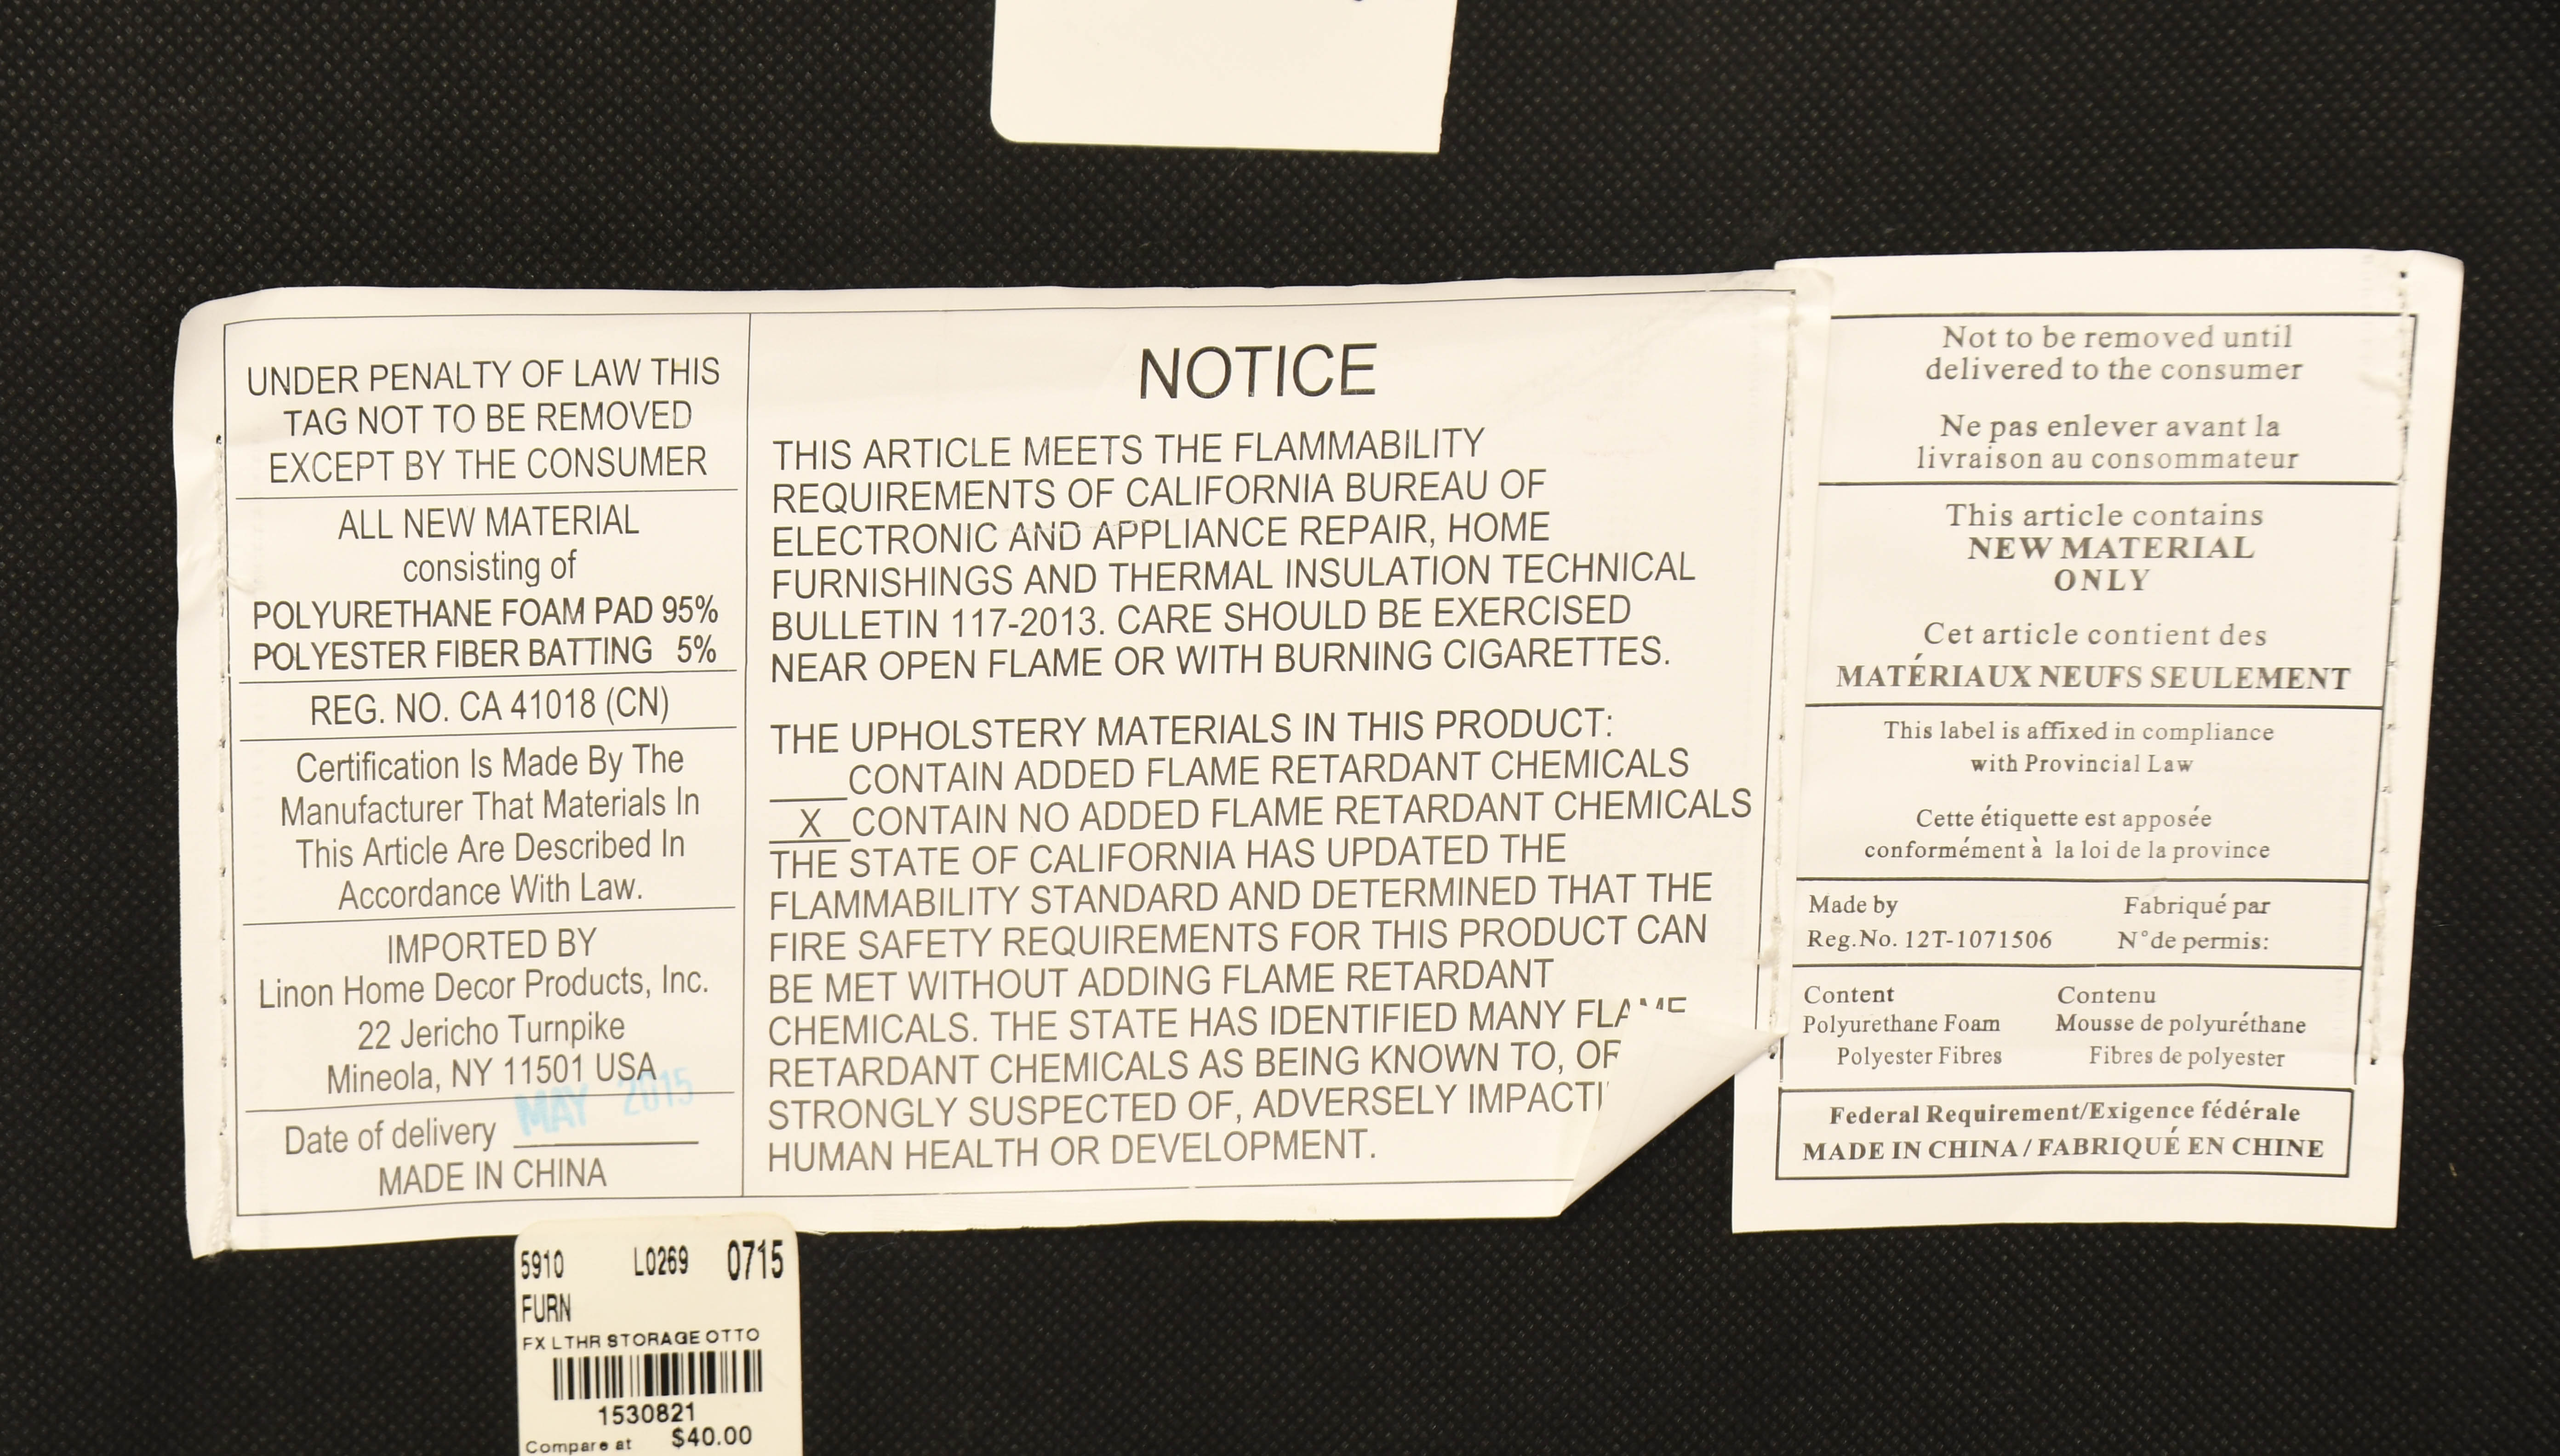 UNDER PENALTY OF LAW THIS
TAG NOT TO BE REMOVED
EXCEPT BY THE CONSUMER
ALL NEW MATERIAL
consisting of
POLYURETHANE FOAM PAD 95%
POLYESTER FIBER BATTING 5%
REG. NO. CA 41018 (CN)
Certification Is Made By The
Manufacturer That Materials In
This Article Are Described In
Accordance With Law.
IMPORTED BY
Linon Home Decor Products, Inc.
22 Jericho Turnpike
Mineola, NY 11501 USA
MAY 2015
Date of delivery
MADE IN CHINA
NOTICE
THIS ARTICLE MEETS THE FLAMMABILITY
REQUIREMENTS OF CALIFORNIA BUREAU OF
ELECTRONIC AND APPLIANCE REPAIR, HOME
FURNISHINGS AND THERMAL INSULATION TECHNICAL
BULLETIN 117-2013. CARE SHOULD BE EXERCISED
NEAR OPEN FLAME OR WITH BURNING CIGARETTES.
THE UPHOLSTERY MATERIALS IN THIS PRODUCT:
____CONTAIN ADDED FLAME RETARDANT CHEMICALS
__X__CONTAIN NO ADDED FLAME RETARDANT CHEMICALS
THE STATE OF CALIFORNIA HAS UPDATED THE
FLAMMABILITY STANDARD AND DETERMINED THAT THE
FIRE SAFETY REQUIREMENTS FOR THIS PRODUCT CAN
BE MET WITHOUT ADDING FLAME RETARDANT
CHEMICALS. THE STATE HAS IDENTIFIED MANY FLAME
RETARDANT CHEMICALS AS BEING KNOWN TO,
STRONGLY SUSPECTED OF, ADVERSELY
HUMAN HEALTH OR DEVELOPMENT.
Not to be removed until
delivered to the consumer
Ne pas enlever avant la
livraison au consommateur
This article contains
NEW MATERIAL
ONLY
Cet article contient des
MATÉRIAUX NEUFS SEULEMENT
This label is affixed in compliance
with Provincial Law
Cette étiquette est apposée
conformément à la loi de la province
Made by Fabriqué par
Reg.No. 12T-1071506 N°de permis:
Content Contenu
Polyurethane Foam Mousse de polyuréthane
Polyester Fibres Fibres de polyester
Federal Requirement/Exigence fédérale
MADE IN CHINA / FABRIQUÉ EN CHINE
5910 L0269 0715
FURN
FX LTHR STORAGE OTTO
1530821
Compare at $40.00